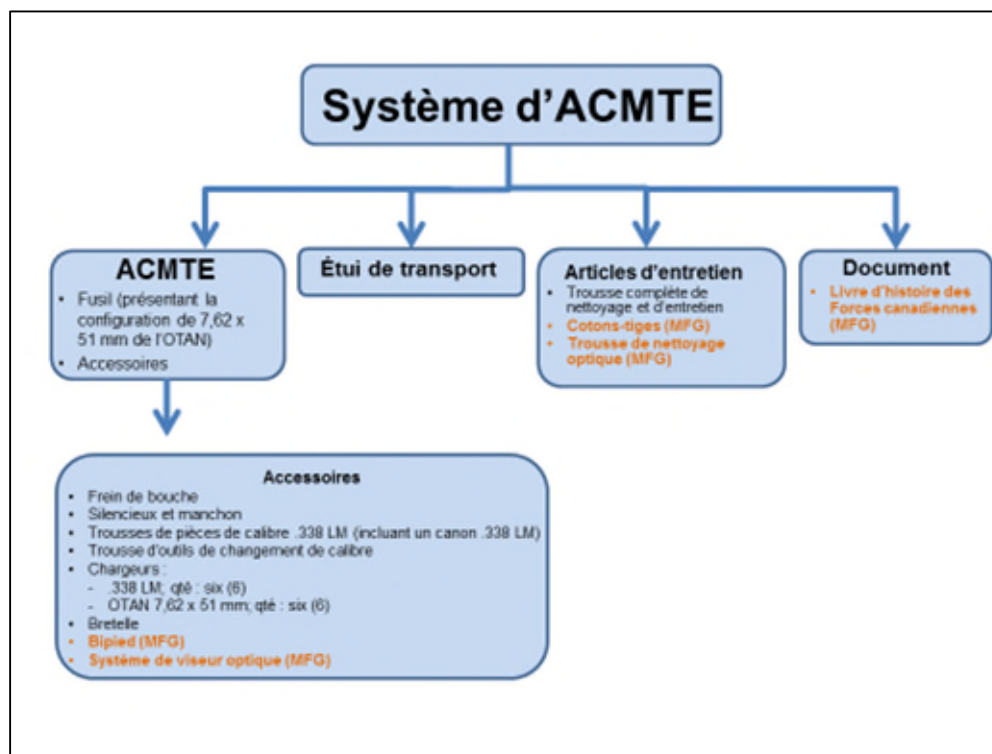 Système d'ACMTE
ACMTE
• Fusil (présentant la
configuration de 7,62 x
51 mm de l'OTAN)
• Accessoires
Étui de transport
Articles d'entretien
• Trousse complète de
nettoyage et d'entretien
• Cotons-tiges (MFG)
• Trousse de nettoyage
optique (MFG)
Document
• Livre d'histoire des
Forces canadiennes
(MFG)
Accessoires
• Frein de bouche
• Silencieux et manchon
• Trousses de pièces de calibre .338 LM (incluant un canon .338 LM)
• Trousse d'outils de changement de calibre
• Chargeurs :
- .338 LM; qté : six (6)
- OTAN 7,62 x 51 mm; qté : six (6)
• Bretelle
• Bipied (MFG)
• Système de viseur optique (MFG)